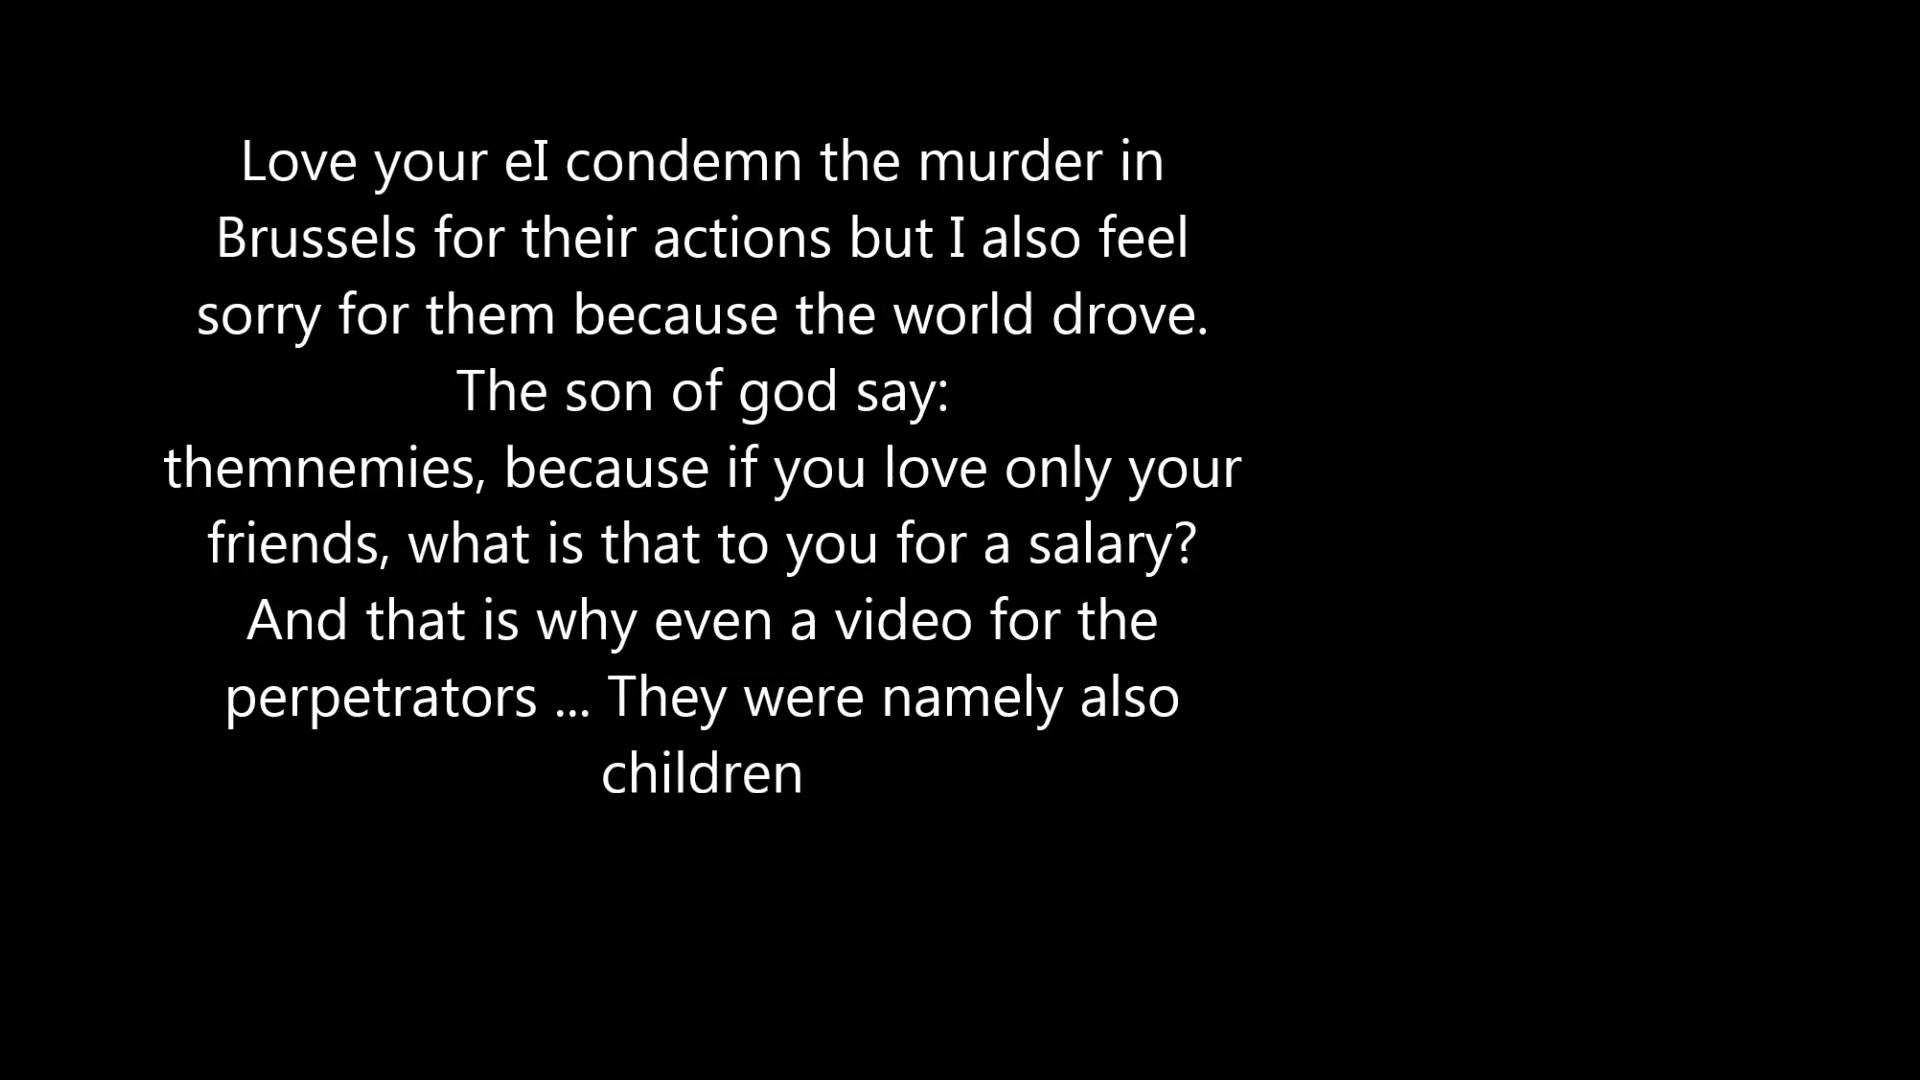 Love your eI condemn the murder in
Brussels for their actions but I also feel
sorry for them because the world drove.
The son of god say:
themnemies, because if you love only your
friends, what is that to you for a salary?
And that is why even a video for the
perpetrators ... They were namely also
children